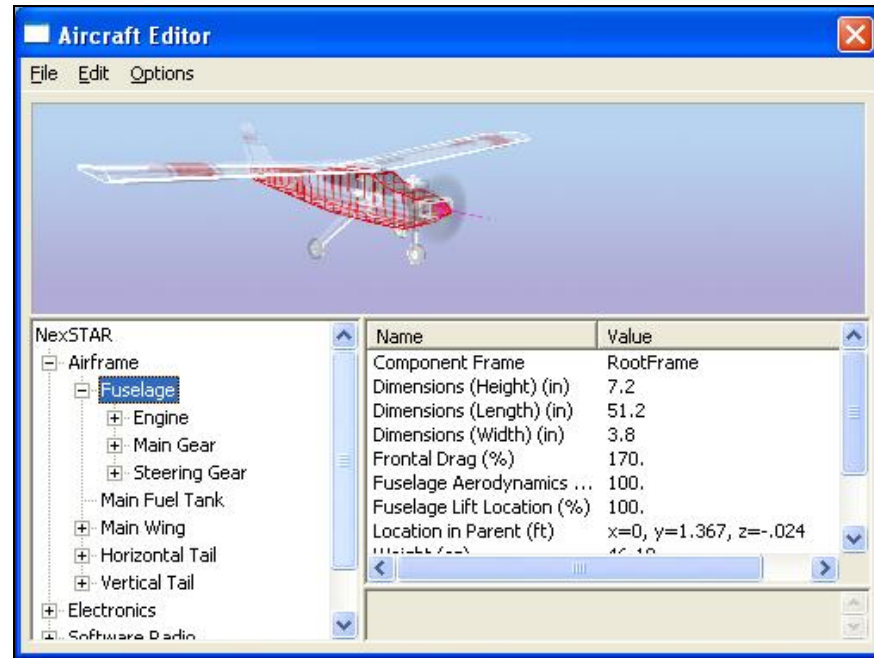 Aircraft Editor
File Edit Options
NexSTAR
Airframe
Fuselage
Engine
Main Gear
Steering Gear
Main Fuel Tank
Main Wing
Horizontal Tail
Vertical Tail
Electronics
Software Radio
Name Value
Component Frame RootFrame
Dimensions (Height) (in) 7.2
Dimensions (Length) (in) 51.2
Dimensions (Width) (in) 3.8
Frontal Drag (%) 170.
Fuselage Aerodynamics ... 100.
Fuselage Lift Location (%) 100.
Location in Parent (ft) x=0, y=1.367, z=-.024